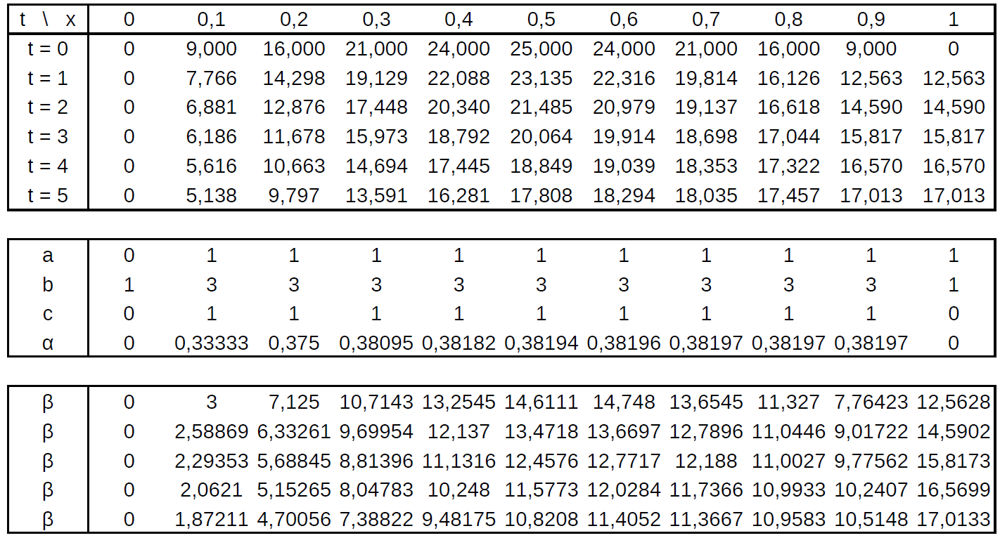 t \ x 0 0,1 0,2 0,3 0,4 0,5 0,6 0,7 0,8 0,9 1
t = 0 0 9,000 16,000 21,000 24,000 25,000 24,000 21,000 16,000 9,000 0
t = 1 0 7,766 14,298 19,129 22,088 23,135 22,316 19,814 16,126 12,563 12,563
t = 2 0 6,881 12,876 17,448 20,340 21,485 20,979 19,137 16,618 14,590 14,590
t = 3 0 6,186 11,678 15,973 18,792 20,064 19,914 18,698 17,044 15,817 15,817
t = 4 0 5,616 10,663 14,694 17,445 18,849 19,039 18,353 17,322 16,570 16,570
t = 5 0 5,138 9,797 13,591 16,281 17,808 18,294 18,035 17,457 17,013 17,013
a 0 1 1 1 1 1 1 1 1 1 1
b 1 3 3 3 3 3 3 3 3 3 1
c 0 1 1 1 1 1 1 1 1 1 0
α 0 0,33333 0,375 0,38095 0,38182 0,38194 0,38196 0,38197 0,38197 0,38197 0
β 0 3 7,125 10,7143 13,2545 14,6111 14,748 13,6545 11,327 7,76423 12,5628
β 0 2,58869 6,33261 9,69954 12,137 13,4718 13,6697 12,7896 11,0446 9,01722 14,5902
β 0 2,29353 5,68845 8,81396 11,1316 12,4576 12,7717 12,188 11,0027 9,77562 15,8173
β 0 2,0621 5,15265 8,04783 10,248 11,5773 12,0284 11,7366 10,9933 10,2407 16,5699
β 0 1,87211 4,70056 7,38822 9,48175 10,8208 11,4052 11,3667 10,9583 10,5148 17,0133